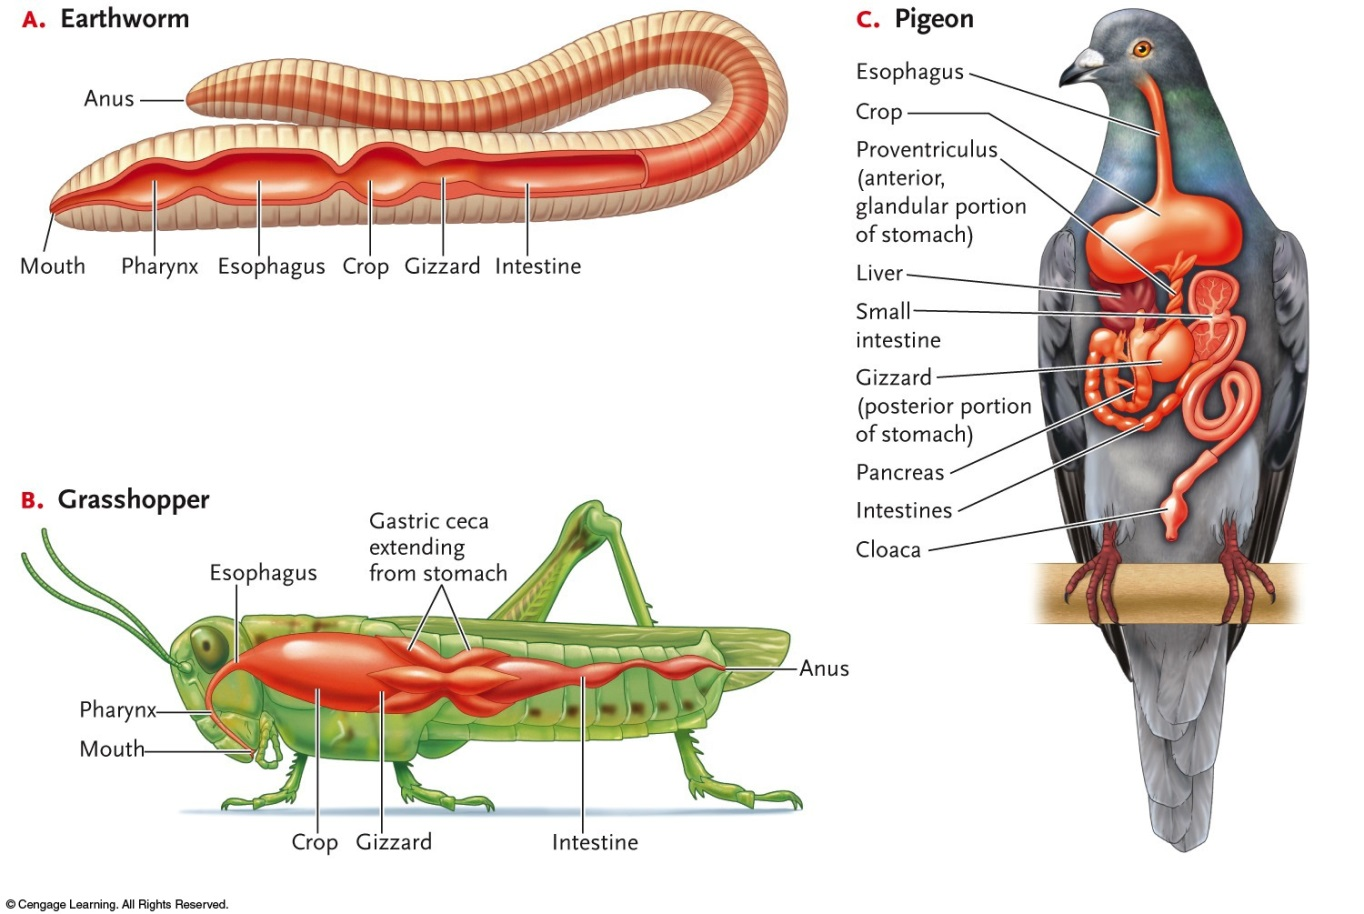 A. Earthworm
Anus
Mouth
Pharynx
Esophagus
Crop
Gizzard
Intestine
B. Grasshopper
Gastric ceca
extending
from stomach
Esophagus
Pharynx
Mouth
Anus
Crop
Gizzard
Intestine
C. Pigeon
Esophagus
Crop
Proventriculus
(anterior,
glandular portion
of stomach)
Liver
Small
intestine
Gizzard
(posterior portion
of stomach)
Pancreas
Intestines
Cloaca
© Cengage Learning. All Rights Reserved.